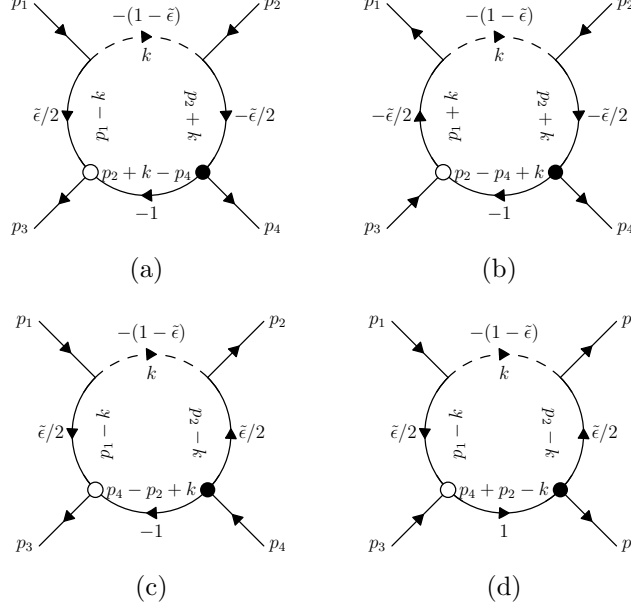 p₁ −(1 − ϵ̃) p₂
k
ϵ̃/2 p₁ − k p₂ + k −ϵ̃/2
p₂ + k − p₄
−1
p₃ p₄
(a)
p₁ −(1 − ϵ̃) p₂
k
−ϵ̃/2 p₁ + k p₂ + k −ϵ̃/2
p₂ − p₄ + k
−1
p₃ p₄
(b)
p₁ −(1 − ϵ̃) p₂
k
ϵ̃/2 p₁ − k p₂ − k ϵ̃/2
p₄ − p₂ + k
−1
p₃ p₄
(c)
p₁ −(1 − ϵ̃) p
k
ϵ̃/2 p₁ − k p₂ − k ϵ̃/2
p₄ + p₂ − k
1
p₃ p
(d)